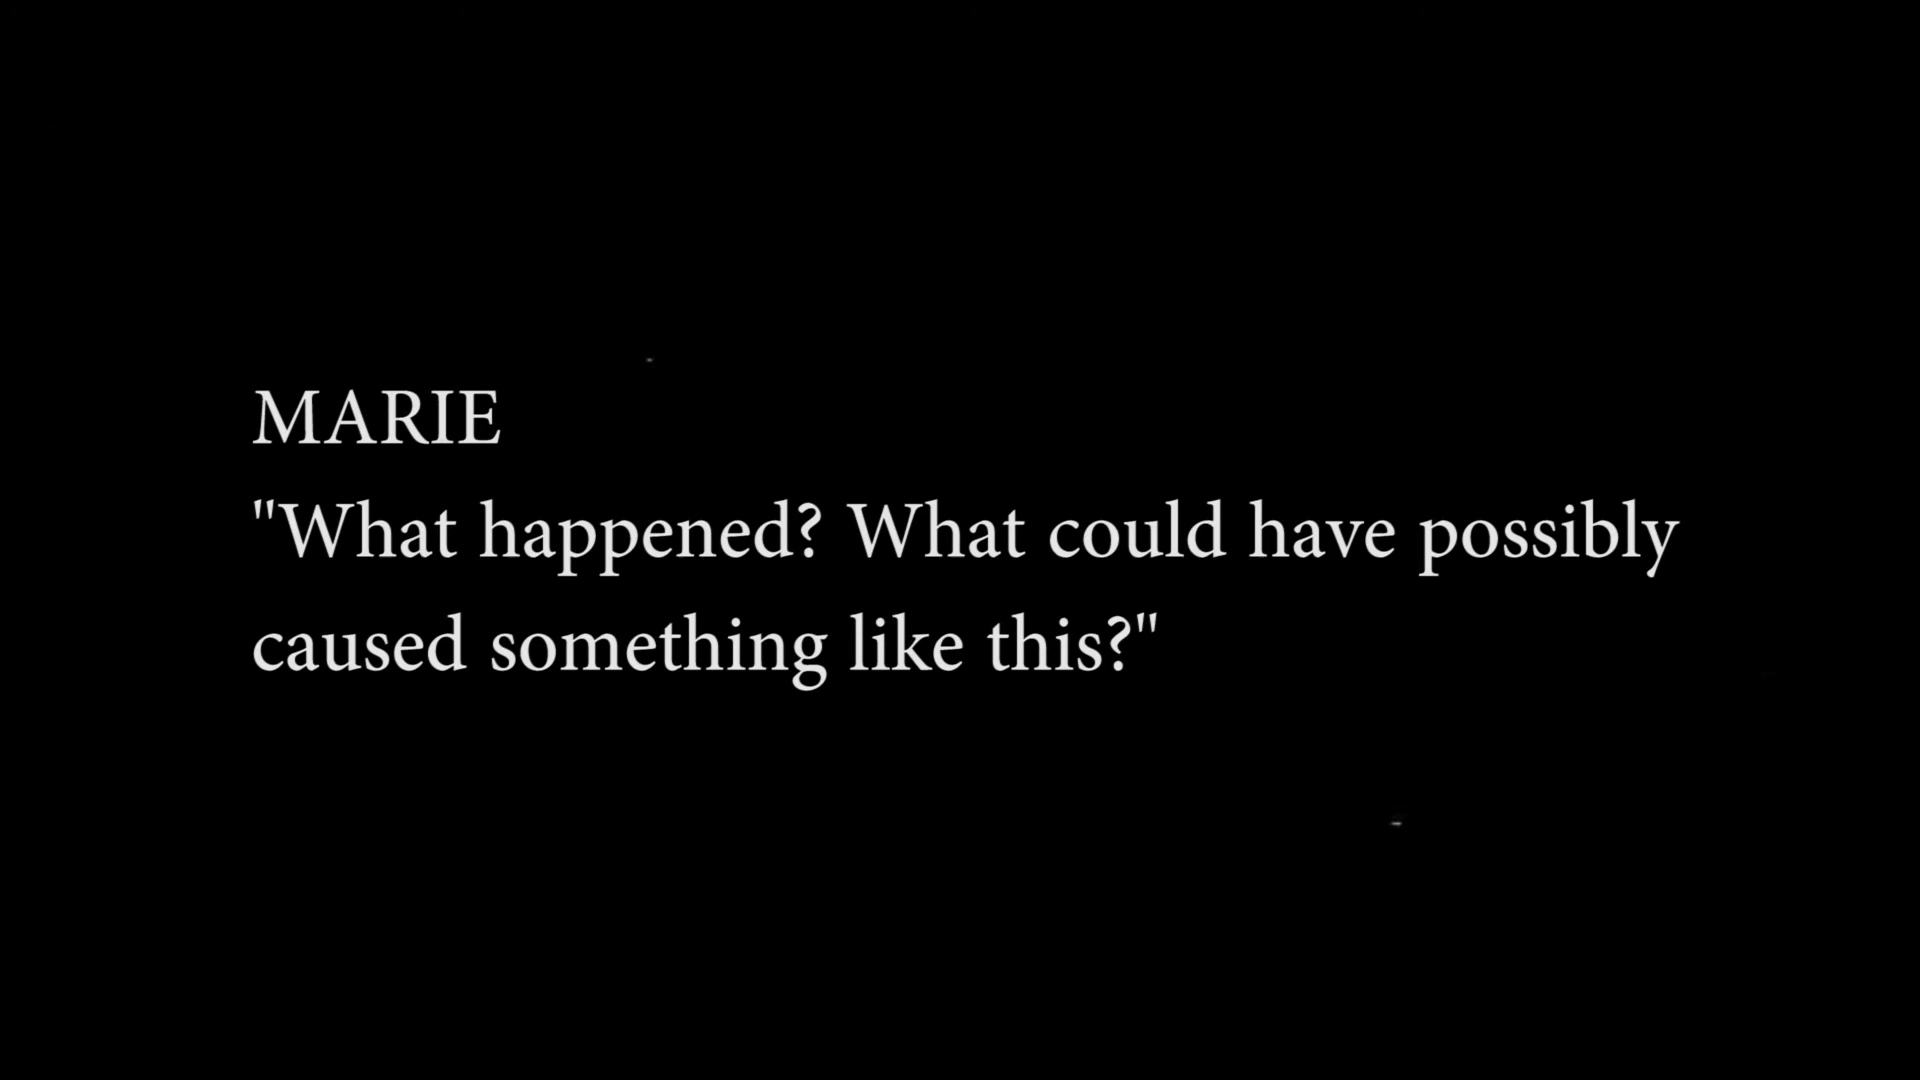 MARIE
"What happened? What could have possibly
caused something like this?"